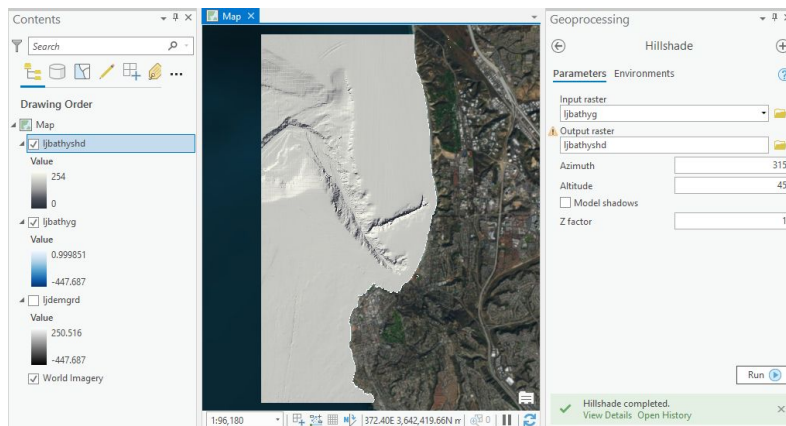 Contents
Search
Drawing Order
Map
ljbathyshd
Value
254
0
ljbathyg
Value
0.999851
-447.687
ljdemgrd
Value
250.516
-447.687
World Imagery
Map
1:96,180
372.40E 3,642,419.66N m
0
Geoprocessing
Hillshade
Parameters Environments
Input raster
ljbathyg
Output raster
ljbathyshd
Azimuth 315
Altitude 45
Model shadows
Z factor 1
Run
Hillshade completed.
View Details Open History